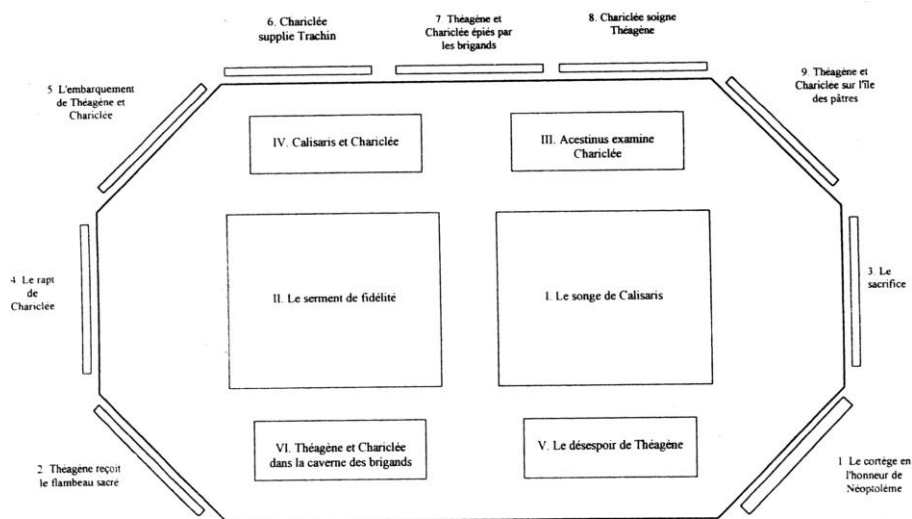 6. Chariclée
supplie Trachin
7 Théagène et
Chariclée épiés par
les brigands
8. Chariclée soigne
Théagène
5 L'embarquement
de Théagène et
Chariclée
9. Théagène et
Chariclée sur l'île
des pâtres
IV. Calisaris et Chariclée
III. Acestinus examine
Chariclée
4 Le rapt
de
Chariclée
II. Le serment de fidélité
I. Le songe de Calisaris
3. Le
sacrifice
VI. Théagène et Chariclée
dans la caverne des brigands
V. Le désespoir de Théagène
2 Théagène reçoit
le flambeau sacré
1 Le cortège en
l'honneur de
Néoptolème